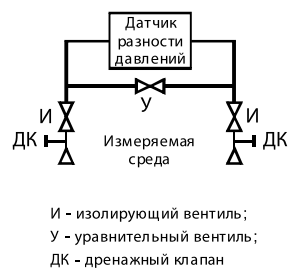 Датчик
разности
давлений
У
И
И
ДК
ДК
Измеряемая
среда
И - изолирующий вентиль;
У - уравнительный вентиль;
ДК - дренажный клапан